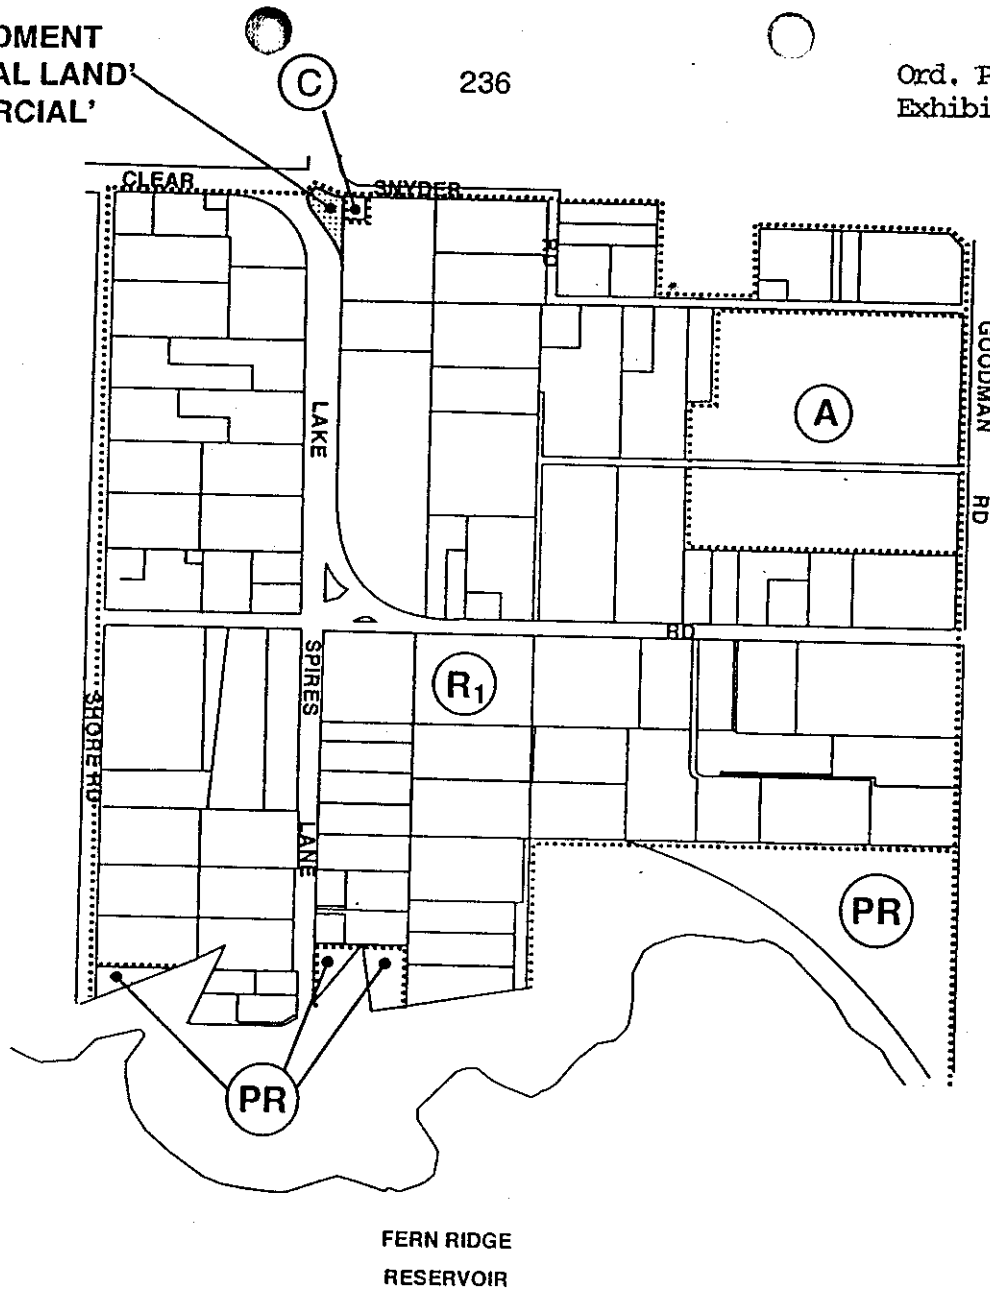 DMENT
AL LAND'
RCIAL'
C
236
Ord. P
Exhibi
CLEAR
SNYDER
RD
GOODMAN
RD
A
LAKE
RD
R1
SPIRES
SHORE RD
LANE
PR
PR
FERN RIDGE
RESERVOIR